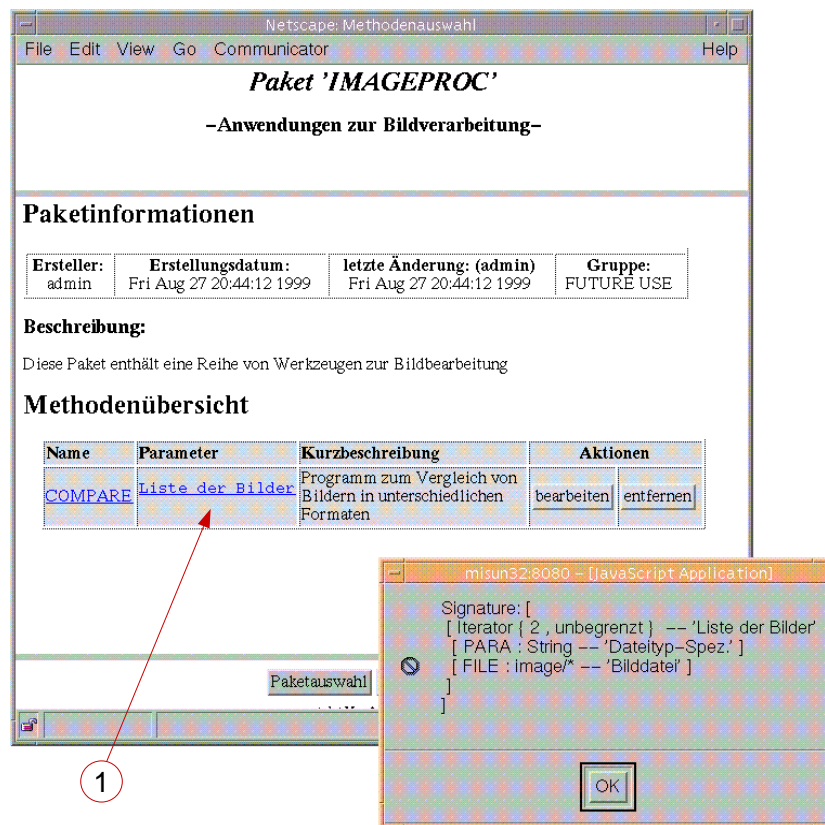 Netscape: Methodenauswahl
File Edit View Go Communicator Help
Paket 'IMAGEPROC'
–Anwendungen zur Bildverarbeitung–
Paketinformationen
Ersteller: Erstellungsdatum: letzte Änderung: (admin) Gruppe:
admin Fri Aug 27 20:44:12 1999 Fri Aug 27 20:44:12 1999 FUTURE USE
Beschreibung:
Diese Paket enthält eine Reihe von Werkzeugen zur Bildbearbeitung
Methodenübersicht
Name Parameter Kurzbeschreibung Aktionen
COMPARE Liste der Bilder Programm zum Vergleich von
Bildern in unterschiedlichen
Formaten
bearbeiten entfernen
misun32:8080 – [JavaScript Application]
Signature: [
[ Iterator { 2 , unbegrenzt } –– 'Liste der Bilder'
[ PARA : String –– 'Dateityp–Spez.' ]
[ FILE : image/* –– 'Bilddatei' ]
]
]
OK
Paketauswahl
1